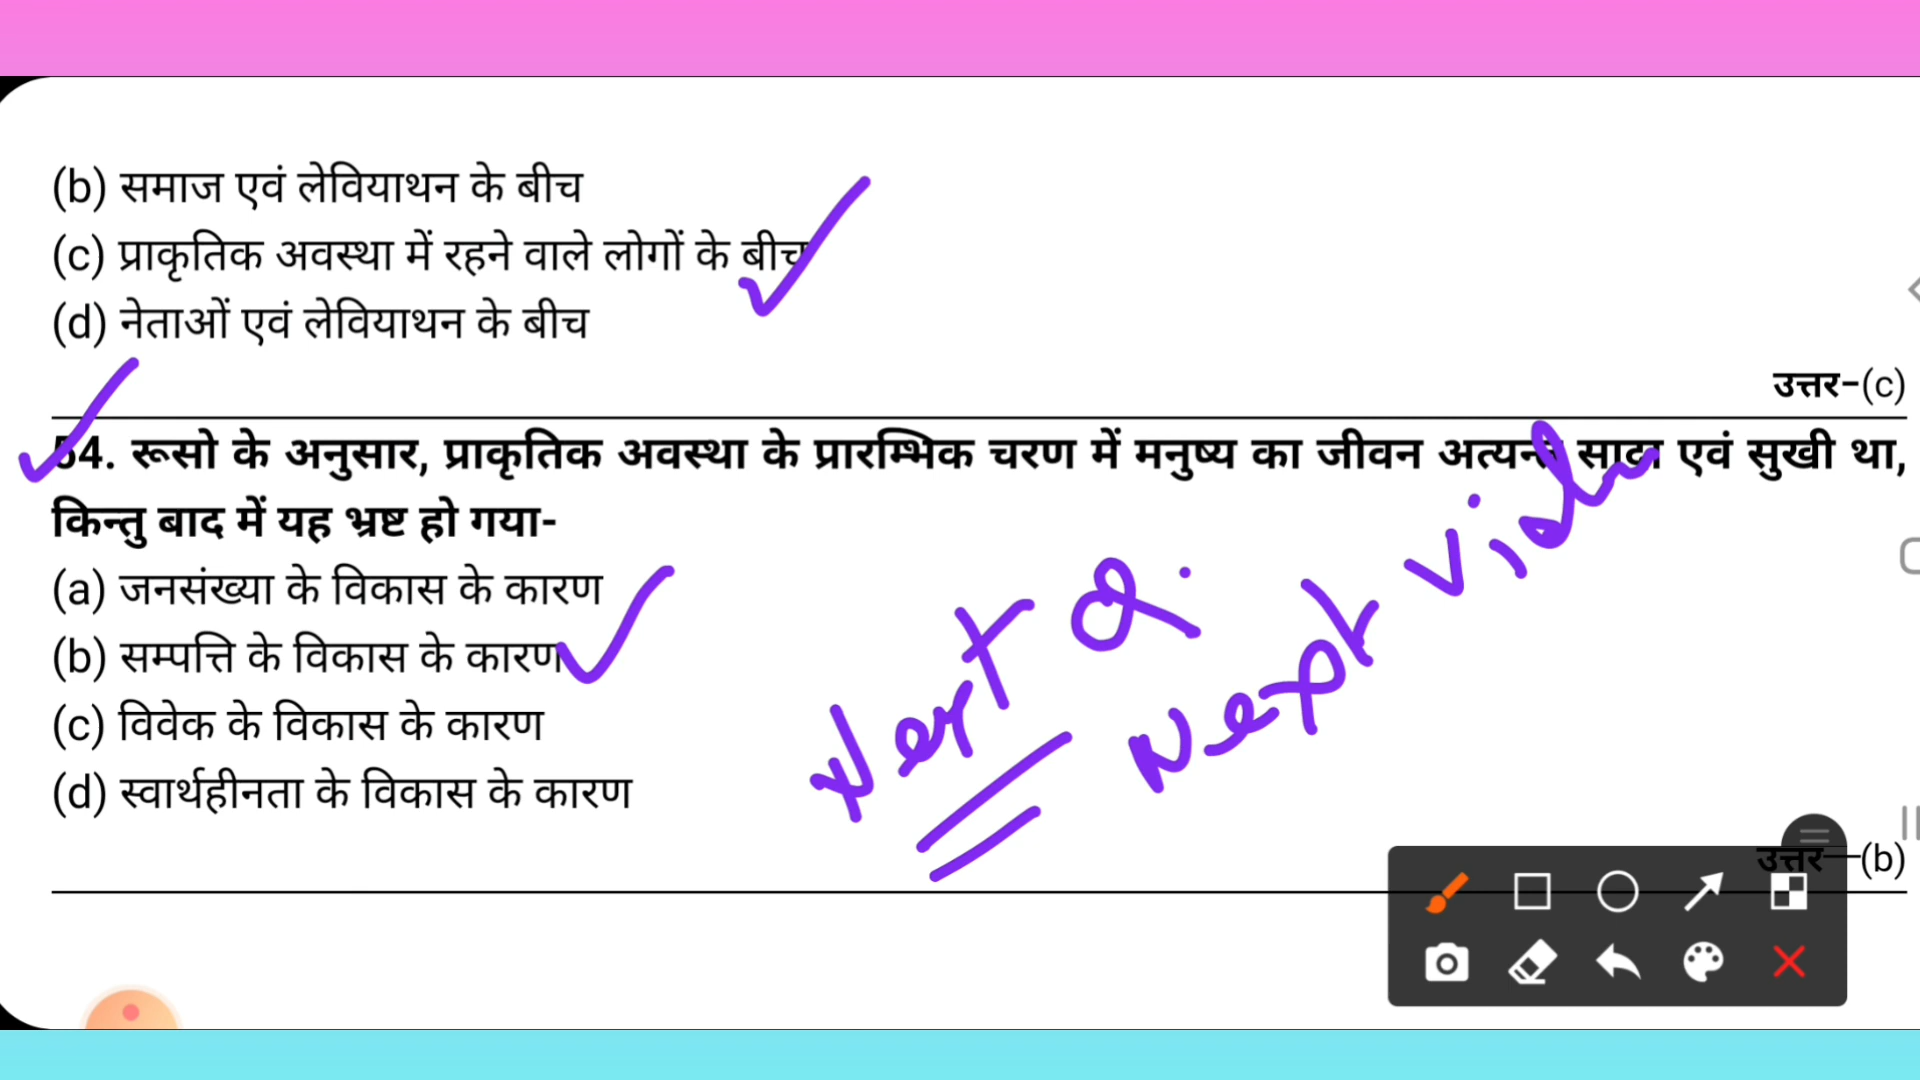 (b) समाज एवं लेवियाथन के बीच
(c) प्राकृतिक अवस्था में रहने वाले लोगों के बीच
(d) नेताओं एवं लेवियाथन के बीच
उत्तर–(c)
54. रूसो के अनुसार, प्राकृतिक अवस्था के प्रारम्भिक चरण में मनुष्य का जीवन अत्यन्त सादा एवं सुखी था,
किन्तु बाद में यह भ्रष्ट हो गया-
(a) जनसंख्या के विकास के कारण
(b) सम्पत्ति के विकास के कारण
(c) विवेक के विकास के कारण
(d) स्वार्थहीनता के विकास के कारण
Next Q.
Next
उत्तर—(b)